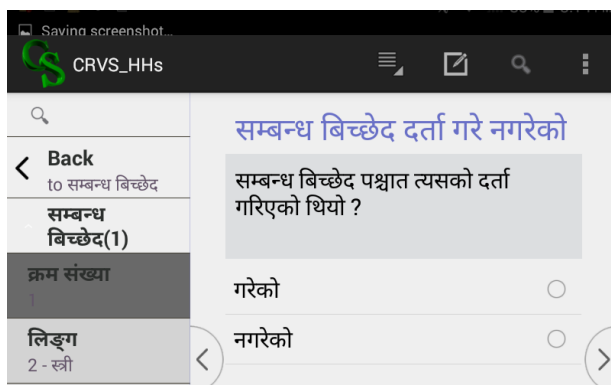 Saving screenshot...
CRVS_HHs
Back
to सम्बन्ध बिच्छेद
सम्बन्ध
बिच्छेद(1)
क्रम संख्या
1
लिङ्ग
2 - स्त्री
सम्बन्ध बिच्छेद दर्ता गरे नगरेको
सम्बन्ध बिच्छेद पश्चात त्यसको दर्ता
गरिएको थियो ?
गरेको
नगरेको